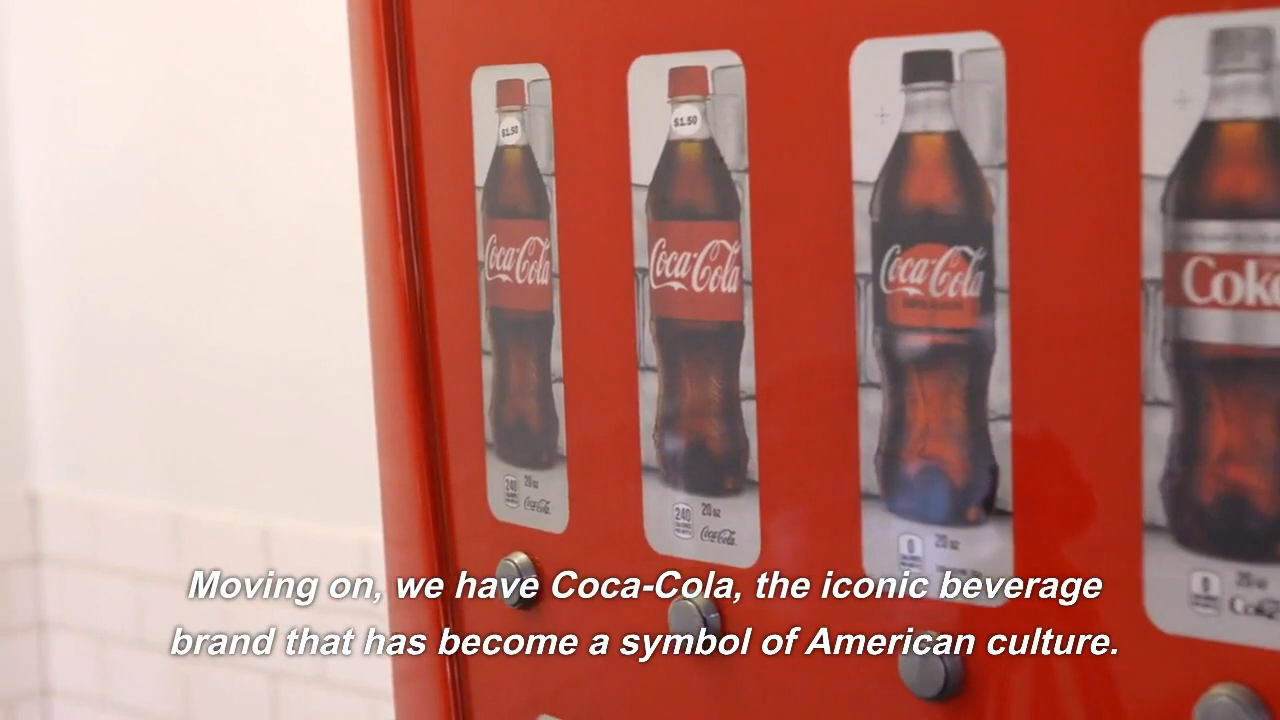 $1.50
$1.50
Coca-Cola
Coca-Cola
Coca-Cola
Coke
240
20 oz
Coca-Cola
240
CALORIES
20 oz
Coca-Cola
0
20 oz
0
20 oz
Moving on, we have Coca-Cola, the iconic beverage
brand that has become a symbol of American culture.